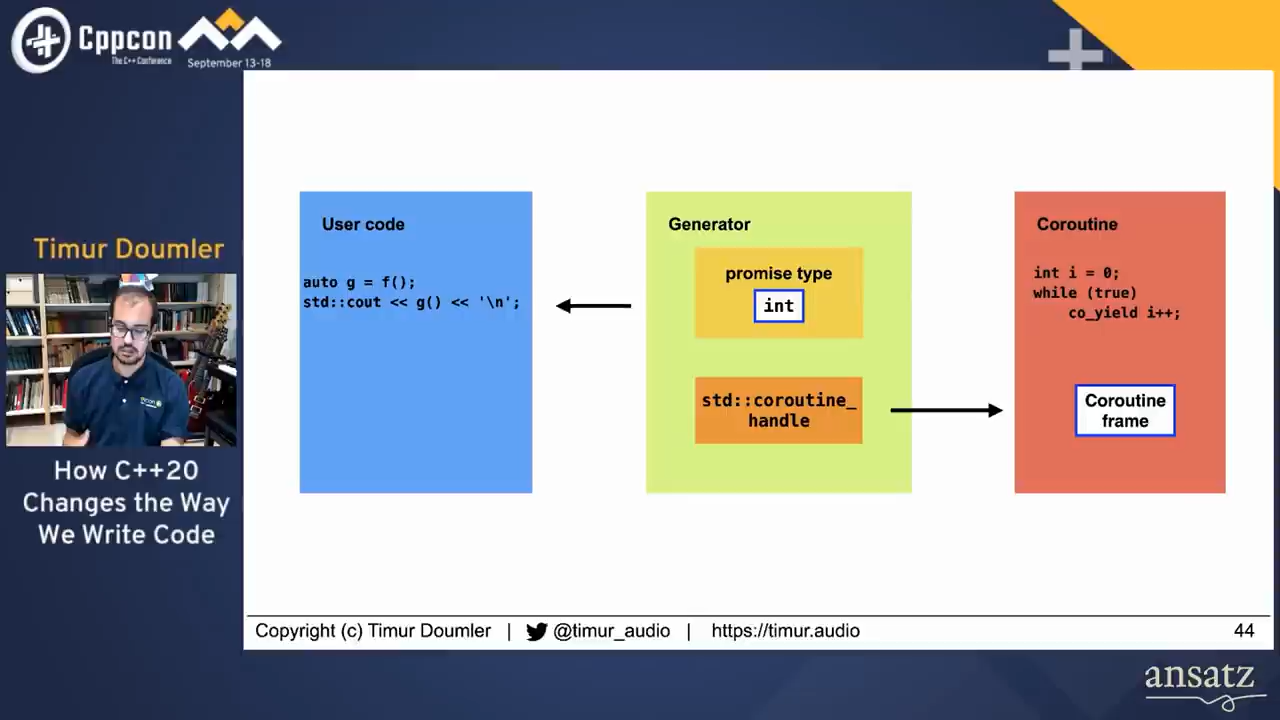 Cppcon
The C++ Conference
September 13-18
Timur Doumler
How C++20
Changes the Way
We Write Code
User code
auto g = f();
std::cout << g() << '\n';
Generator
promise type
int
std::coroutine_
handle
Coroutine
int i = 0;
while (true)
    co_yield i++;
Coroutine
frame
Copyright (c) Timur Doumler | @timur_audio | https://timur.audio
44
ansatz